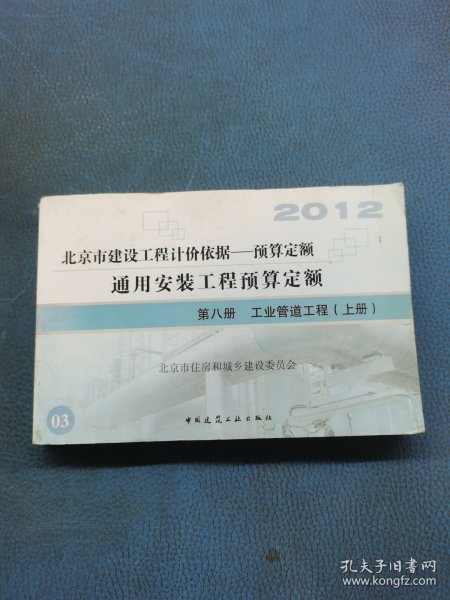 2012
北京市建设工程计价依据——预算定额
通用安装工程预算定额
第八册 工业管道工程(上册)
北京市住房和城乡建设委员会
03
中国建筑工业出版社
孔夫子旧书网
www.kongfz.com